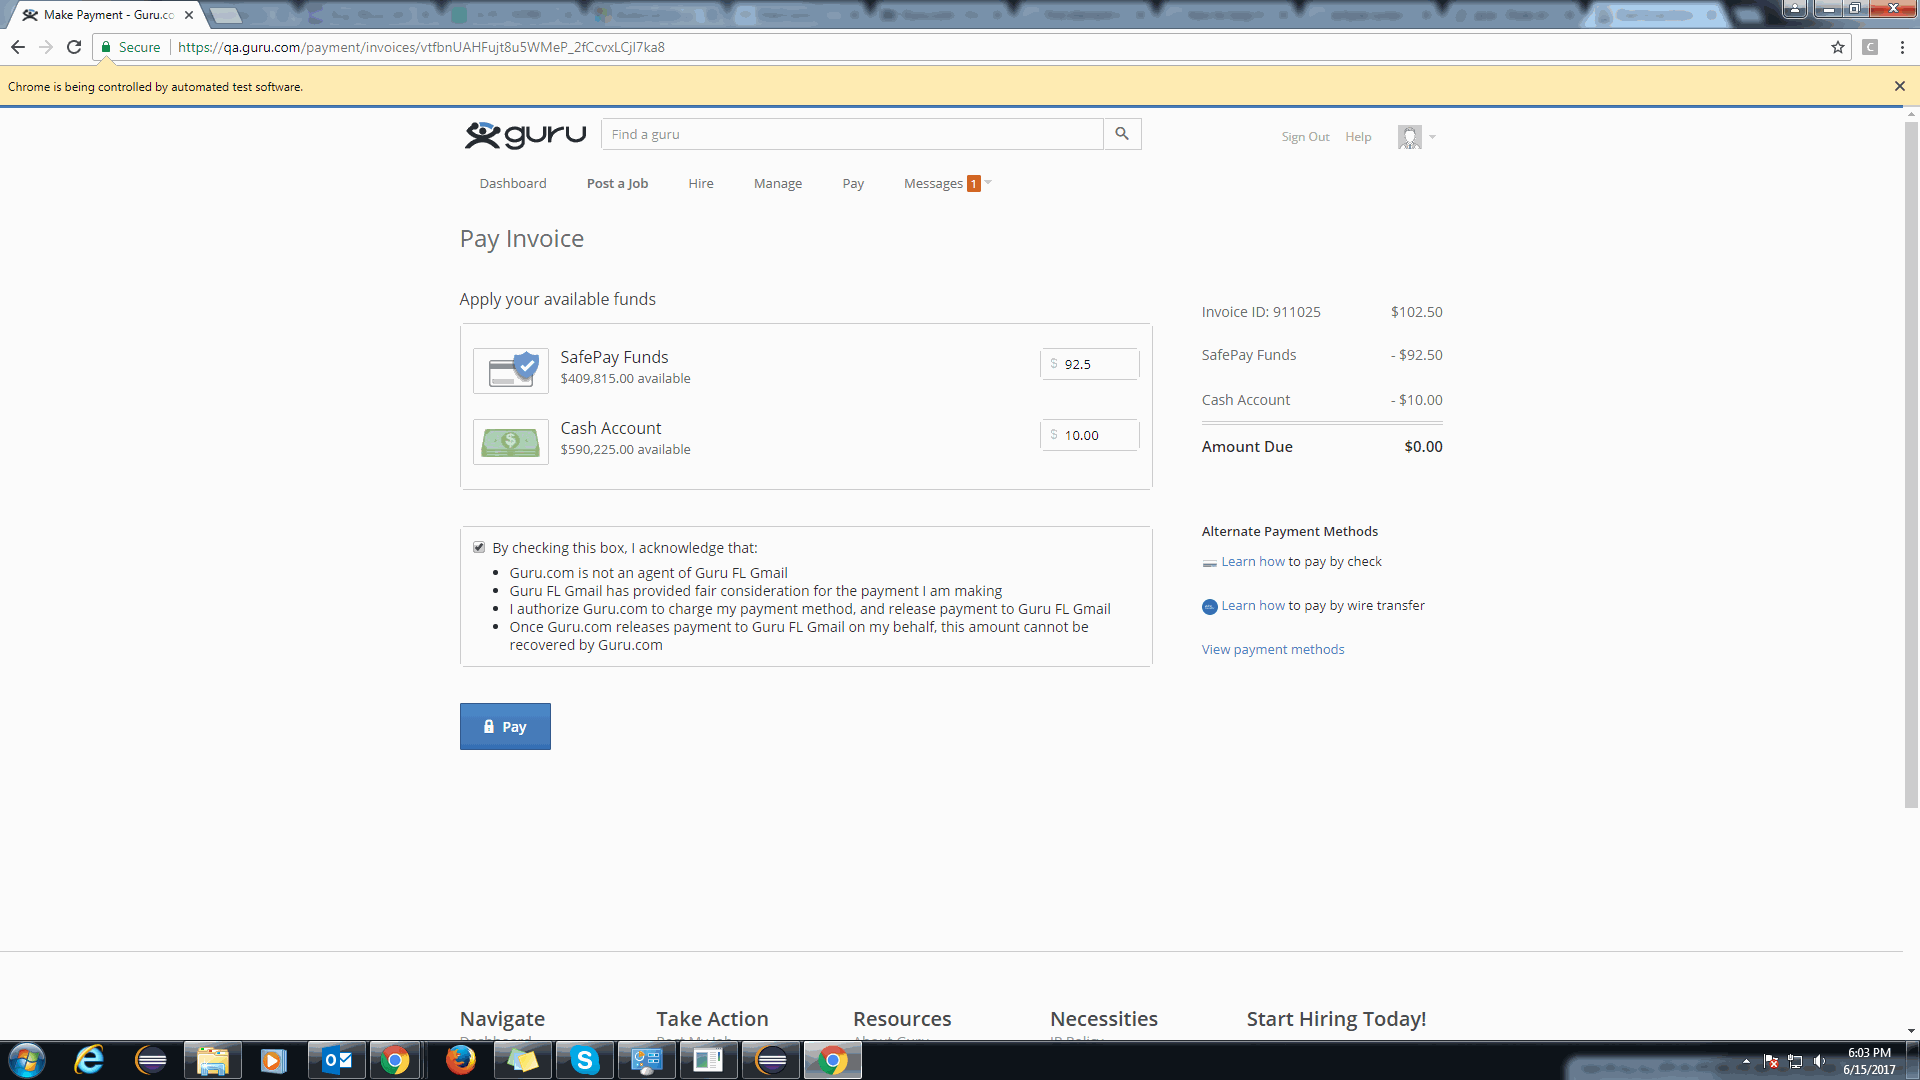 Make Payment - Guru.co
Secure https://qa.guru.com/payment/invoices/vtfbnUAHFujt8u5WMeP_2fCcvxLCjI7ka8
C
Chrome is being controlled by automated test software.
guru
Find a guru
Sign Out Help
Dashboard Post a Job Hire Manage Pay Messages 1
Pay Invoice
Apply your available funds
SafePay Funds
$409,815.00 available
$ 92.5
Cash Account
$590,225.00 available
$ 10.00
Invoice ID: 911025 $102.50
SafePay Funds - $92.50
Cash Account - $10.00
Amount Due $0.00
By checking this box, I acknowledge that:
• Guru.com is not an agent of Guru FL Gmail
• Guru FL Gmail has provided fair consideration for the payment I am making
• I authorize Guru.com to charge my payment method, and release payment to Guru FL Gmail
• Once Guru.com releases payment to Guru FL Gmail on my behalf, this amount cannot be
recovered by Guru.com
Alternate Payment Methods
Learn how to pay by check
Learn how to pay by wire transfer
View payment methods
Pay
Navigate Take Action Resources Necessities Start Hiring Today!
6:03 PM
6/15/2017